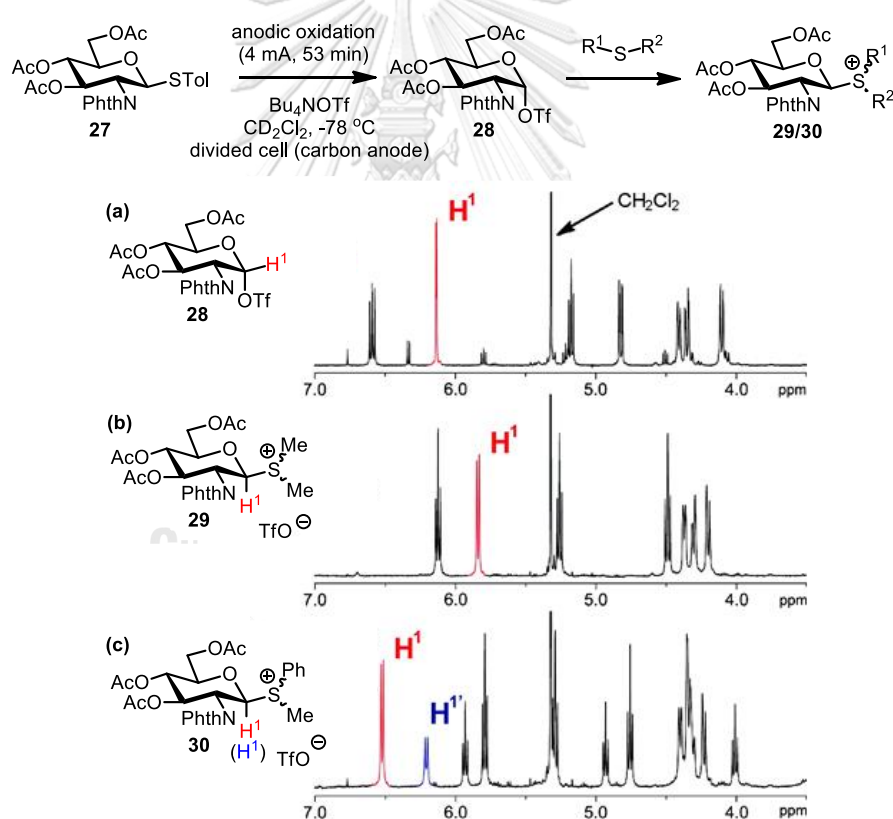 OAc
AcO
AcO
O
STol
PhthN
27
anodic oxidation
(4 mA, 53 min)
Bu₄NOTf
CD₂Cl₂, -78 °C
divided cell (carbon anode)
OAc
AcO
AcO
O
PhthN
OTf
28
R¹ S R²
OAc
AcO
AcO
O
PhthN
S ⊕ R¹
R²
29/30
(a)
OAc
AcO
AcO
O
H¹
PhthN
OTf
28
H¹
CH₂Cl₂
7.0 6.0 5.0 4.0 ppm
(b)
OAc
AcO
AcO
O
S ⊕ Me
Me
PhthN
H¹
29
TfO ⊖
H¹
7.0 6.0 5.0 4.0 ppm
(c)
OAc
AcO
AcO
O
Ph
S ⊕
Me
PhthN
H¹
(H¹)
30
TfO ⊖
H¹
H¹'
7.0 6.0 5.0 4.0 ppm